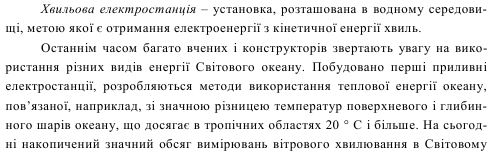 Хвильова електростанція – установка, розташована в водному середови-
щі, метою якої є отримання електроенергії з кінетичної енергії хвиль.
Останнім часом багато вчених і конструкторів звертають увагу на вико-
ристання різних видів енергії Світового океану. Побудовано перші приливні
електростанції, розробляються методи використання теплової енергії океану,
пов’язаної, наприклад, зі значною різницею температур поверхневого і глибин-
ного шарів океану, що досягає в тропічних областях 20 ° С і більше. На сьогод-
ні накопичений значний обсяг вимірювань вітрового хвилювання в Світовому